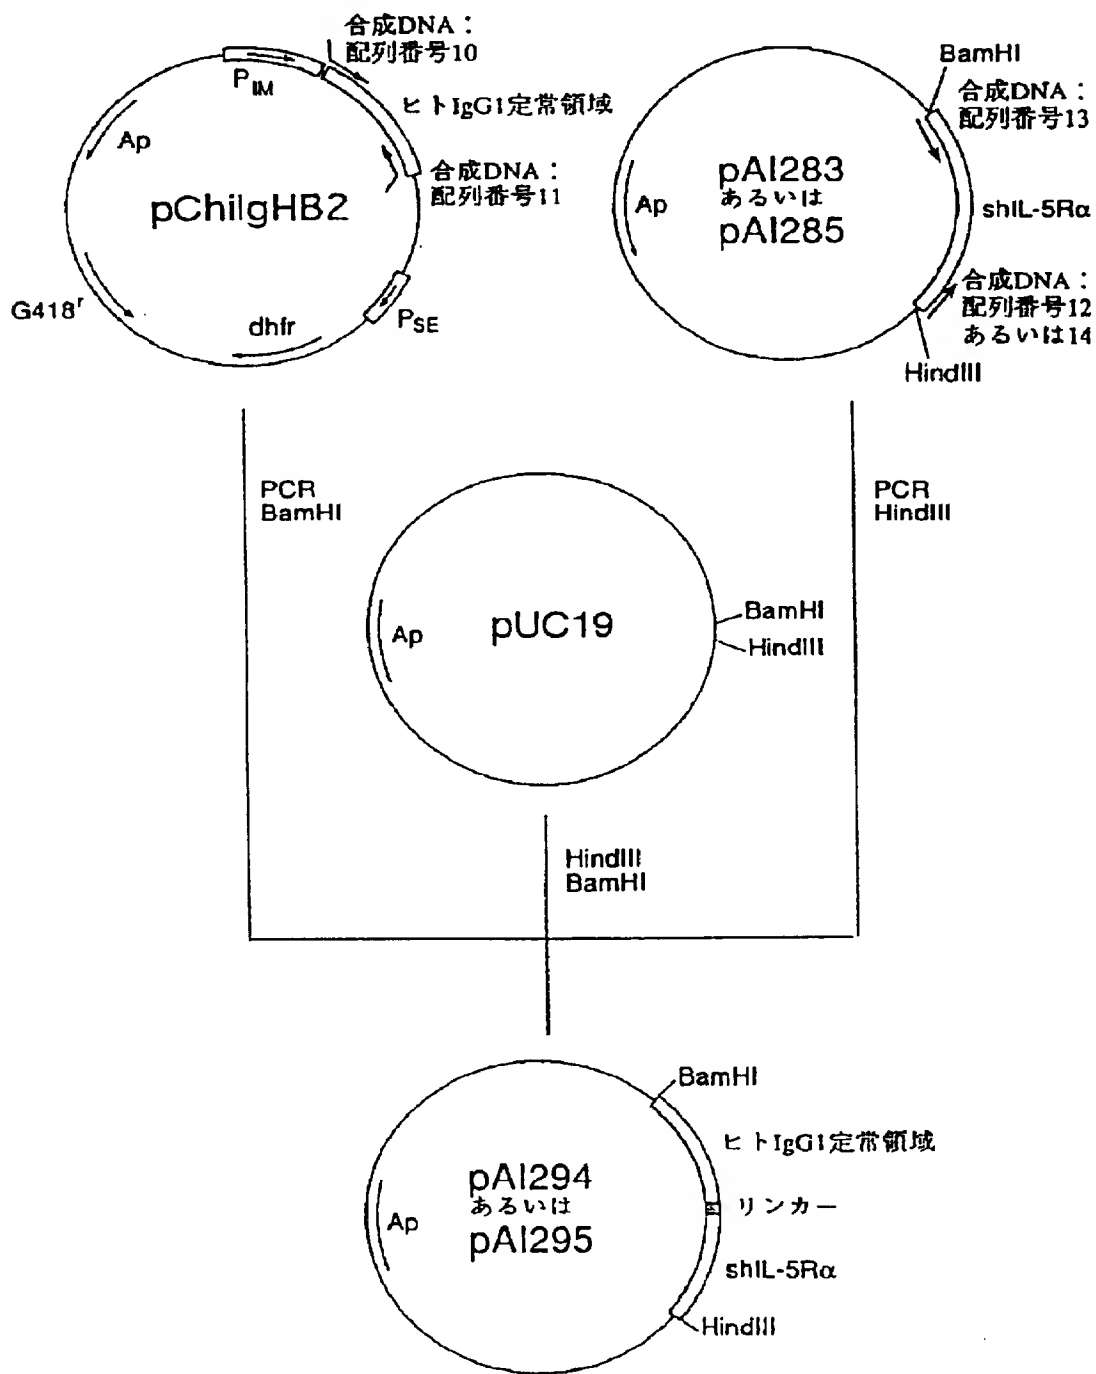 合成DNA：
配列番号10
P_IM
ヒトIgG1定常領域
Ap
合成DNA：
配列番号11
pChiIgHB2
G418^r
dhfr
P_SE
BamHI
合成DNA：
配列番号13
pAI283
あるいは
pAI285
Ap
shIL-5Rα
合成DNA：
配列番号12
あるいは14
HindIII
PCR
BamHI
PCR
HindIII
Ap
pUC19
BamHI
HindIII
HindIII
BamHI
BamHI
ヒトIgG1定常領域
pAI294
あるいは
pAI295
Ap
リンカー
shIL-5Rα
HindIII